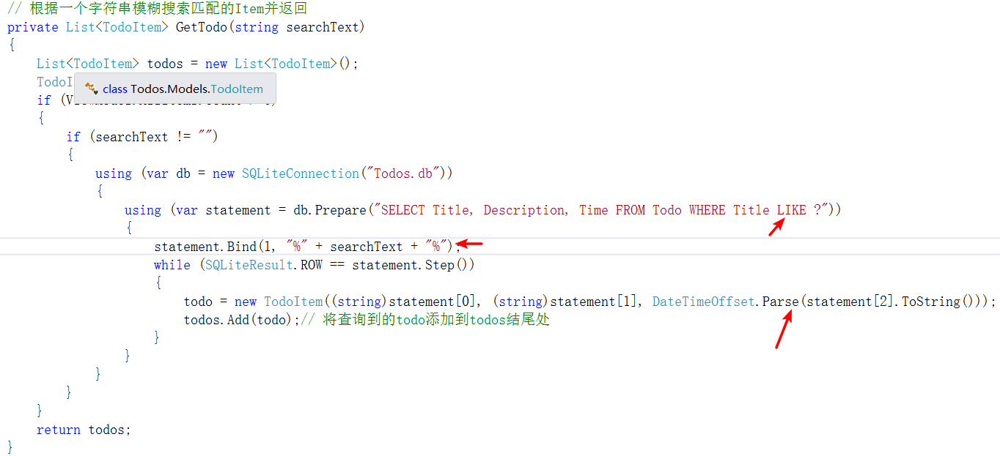 // 根据一个字符串模糊搜索匹配的Item并返回
private List<TodoItem> GetTodo(string searchText)
{
    List<TodoItem> todos = new List<TodoItem>();
    TodoI
class Todos.Models.TodoItem
    if (V
    {
        if (searchText != "")
        {
            using (var db = new SQLiteConnection("Todos.db"))
            {
                using (var statement = db.Prepare("SELECT Title, Description, Time FROM Todo WHERE Title LIKE ?"))
                {
                    statement.Bind(1, "%" + searchText + "%");
                    while (SQLiteResult.ROW == statement.Step())
                    {
                        todo = new TodoItem((string)statement[0], (string)statement[1], DateTimeOffset.Parse(statement[2].ToString()));
                        todos.Add(todo);// 将查询到的todo添加到todos结尾处
                    }
                }
            }
        }
    }
    return todos;
}